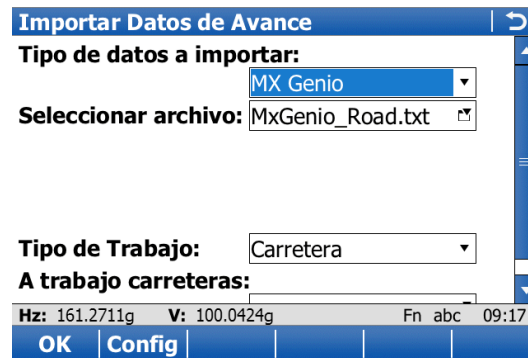 Importar Datos de Avance
Tipo de datos a importar:
MX Genio
Seleccionar archivo: MxGenio_Road.txt
Tipo de Trabajo: Carretera
A trabajo carreteras:
Hz: 161.2711g V: 100.0424g Fn abc 09:17
OK Config